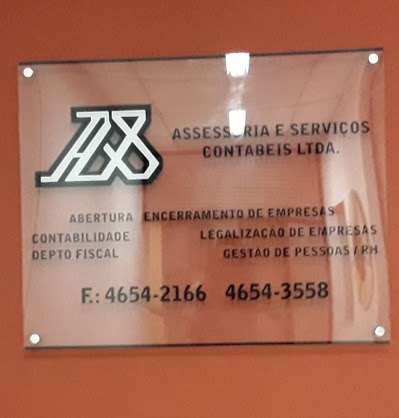 ASSESSORIA E SERVIÇOS
CONTABEIS LTDA.
ABERTURA ENCERRAMENTO DE EMPRESAS
CONTABILIDADE LEGALIZAÇÃO DE EMPRESAS
DEPTO FISCAL GESTÃO DE PESSOAS / RH
F.: 4654-2166 4654-3558